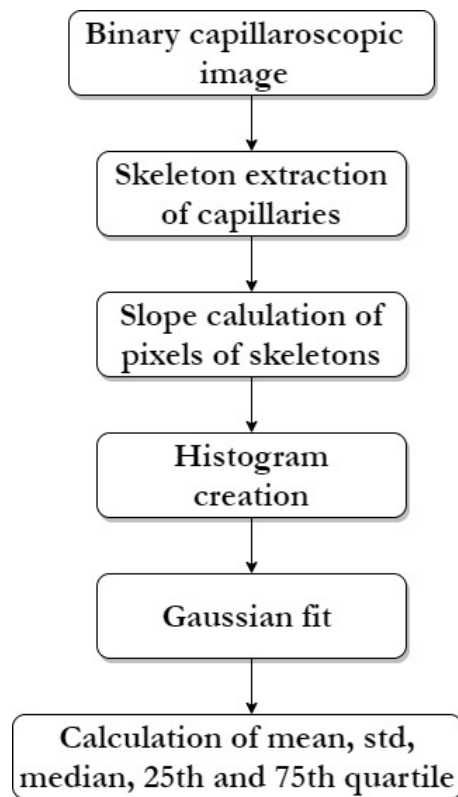 Binary capillaroscopic
image
Skeleton extraction
of capillaries
Slope calulation of
pixels of skeletons
Histogram
creation
Gaussian fit
Calculation of mean, std,
median, 25th and 75th quartile